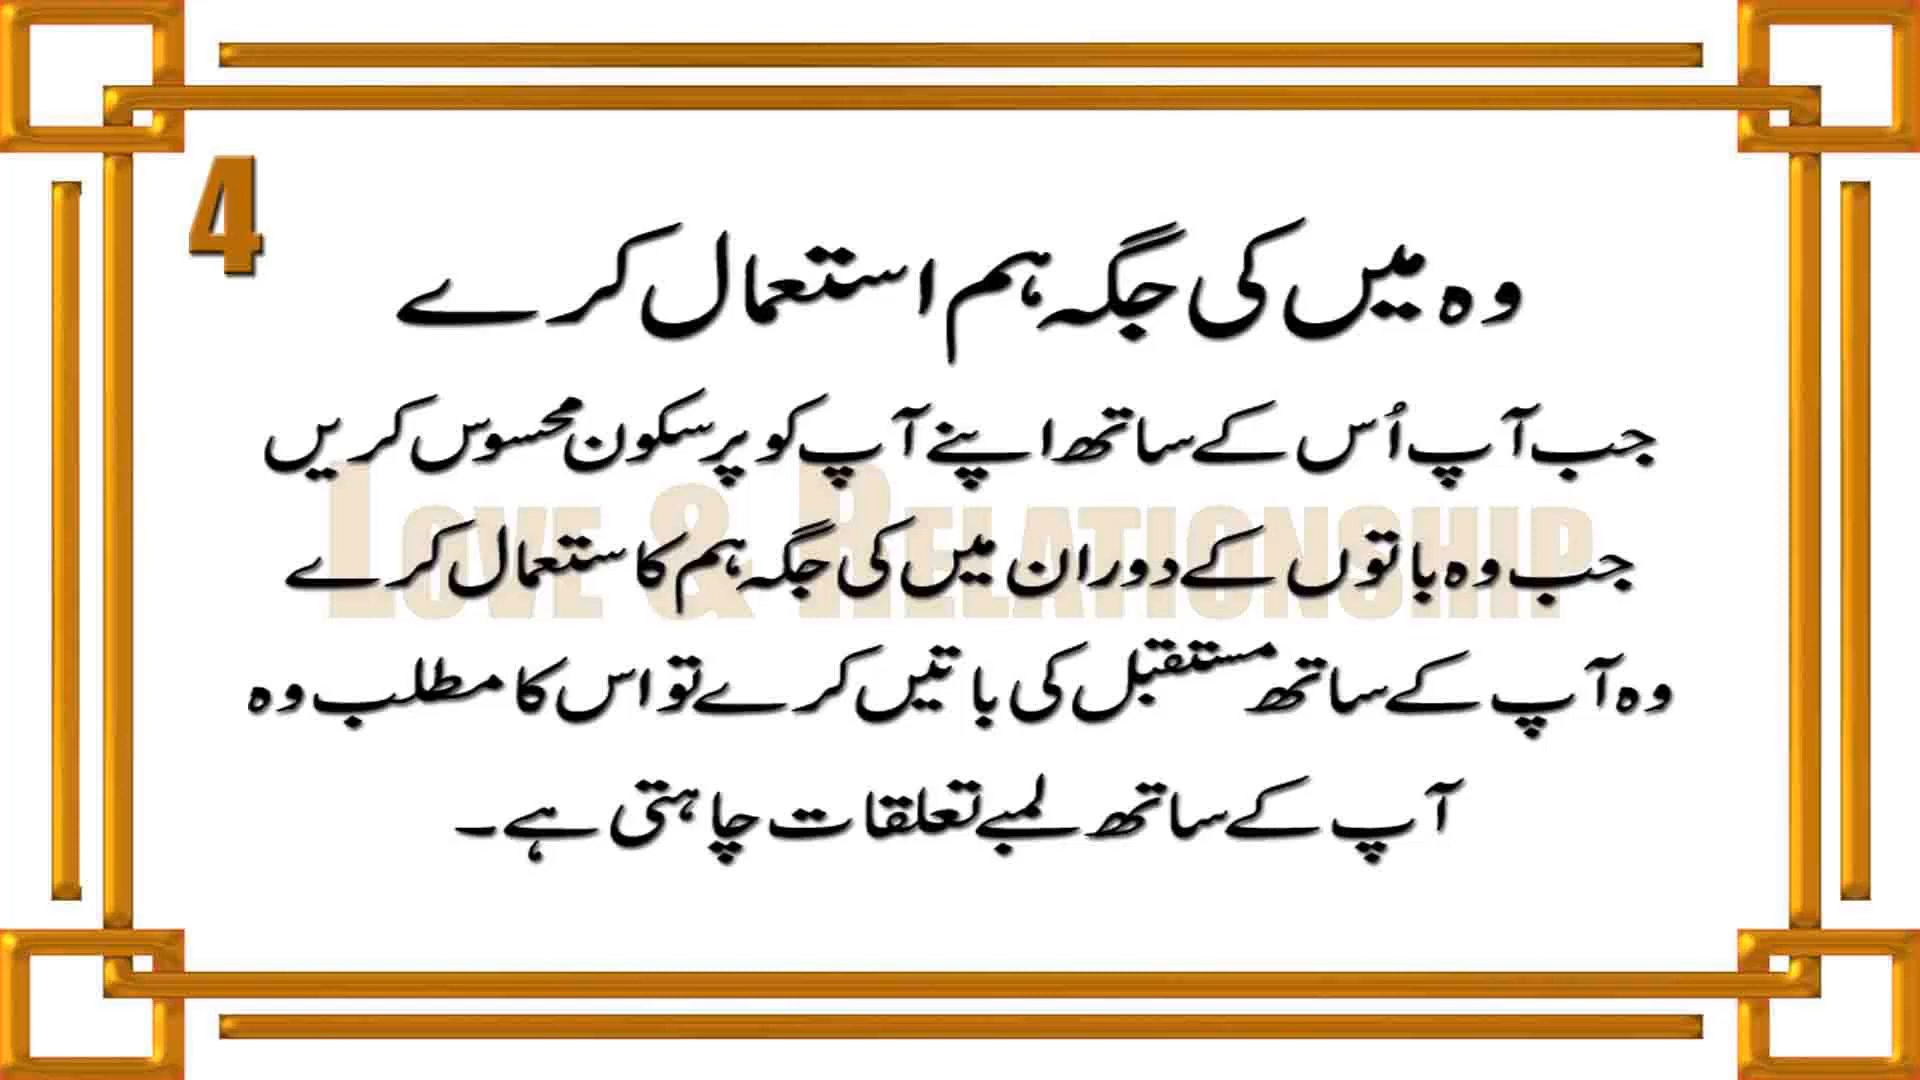 4
وہ میں کی جگہ ہم استعمال کرے
جب آپ اُس کے ساتھ اپنے آپ کو پر سکون محسوس کریں
LOVE & RELATIONSHIP
جب وہ باتوں کے دوران میں کی جگہ ہم کا ستعمال کرے
وہ آپ کے ساتھ مستقبل کی باتیں کرے تو اس کا مطلب وہ
آپ کے ساتھ لمبے تعلقات چاہتی ہے۔